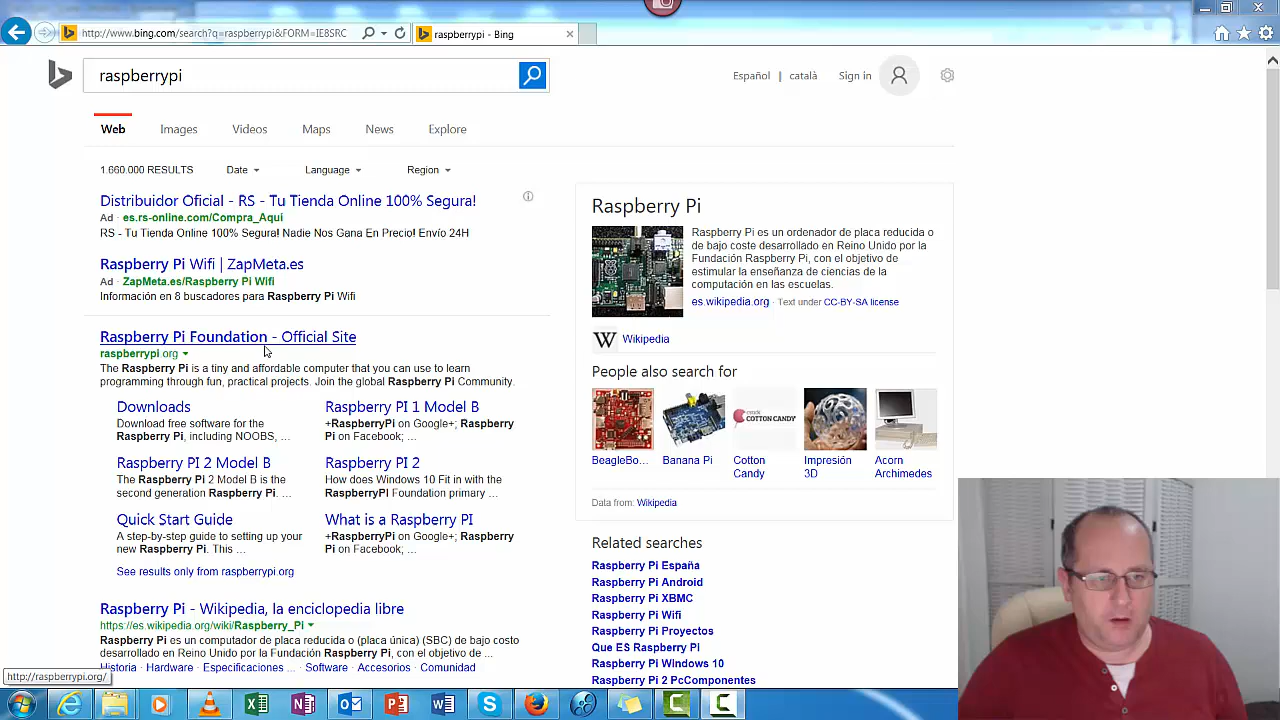 http://www.bing.com/search?q=raspberrypi&FORM=IE8SRC
raspberrypi - Bing
raspberrypi
Español | català
Sign in
Web Images Videos Maps News Explore
1.660.000 RESULTS Date Language Region
Distribuidor Oficial - RS - Tu Tienda Online 100% Segura!
Ad · es.rs-online.com/Compra_Aqui
RS - Tu Tienda Online 100% Segura! Nadie Nos Gana En Precio! Envío 24H
Raspberry Pi Wifi | ZapMeta.es
Ad · ZapMeta.es/Raspberry Pi Wifi
Información en 8 buscadores para Raspberry Pi Wifi
Raspberry Pi Foundation - Official Site
raspberrypi.org
The Raspberry Pi is a tiny and affordable computer that you can use to learn
programming through fun, practical projects. Join the global Raspberry Pi Community.
Downloads
Download free software for the
Raspberry Pi, including NOOBS, ...
Raspberry PI 1 Model B
+RaspberryPi on Google+; Raspberry
Pi on Facebook; ...
Raspberry PI 2 Model B
The Raspberry Pi 2 Model B is the
second generation Raspberry Pi. ...
Raspberry PI 2
How does Windows 10 Fit in with the
RaspberryPI Foundation primary ...
Quick Start Guide
A step-by-step guide to setting up your
new Raspberry Pi. This ...
What is a Raspberry PI
+RaspberryPi on Google+; Raspberry
Pi on Facebook; ...
See results only from raspberrypi.org
Raspberry Pi - Wikipedia, la enciclopedia libre
https://es.wikipedia.org/wiki/Raspberry_Pi
Raspberry Pi es un computador de placa reducida o (placa única) (SBC) de bajo costo
desarrollado en Reino Unido por la Fundación Raspberry Pi, con el objetivo de ...
Historia · Hardware · Especificaciones ... · Software · Accesorios · Comunidad
http://raspberrypi.org/
Raspberry Pi
Raspberry Pi es un ordenador de placa reducida o
de bajo coste desarrollado en Reino Unido por la
Fundación Raspberry Pi, con el objetivo de
estimular la enseñanza de ciencias de la
computación en las escuelas.
es.wikipedia.org · Text under CC-BY-SA license
W Wikipedia
People also search for
COTTON CANDY
BeagleBo...
Banana Pi
Cotton
Candy
Impresión
3D
Acorn
Archimedes
Data from: Wikipedia
Related searches
Raspberry Pi España
Raspberry Pi Android
Raspberry Pi XBMC
Raspberry Pi Wifi
Raspberry Pi Proyectos
Que ES Raspberry Pi
Raspberry Pi Windows 10
Raspberry Pi 2 PcComponentes